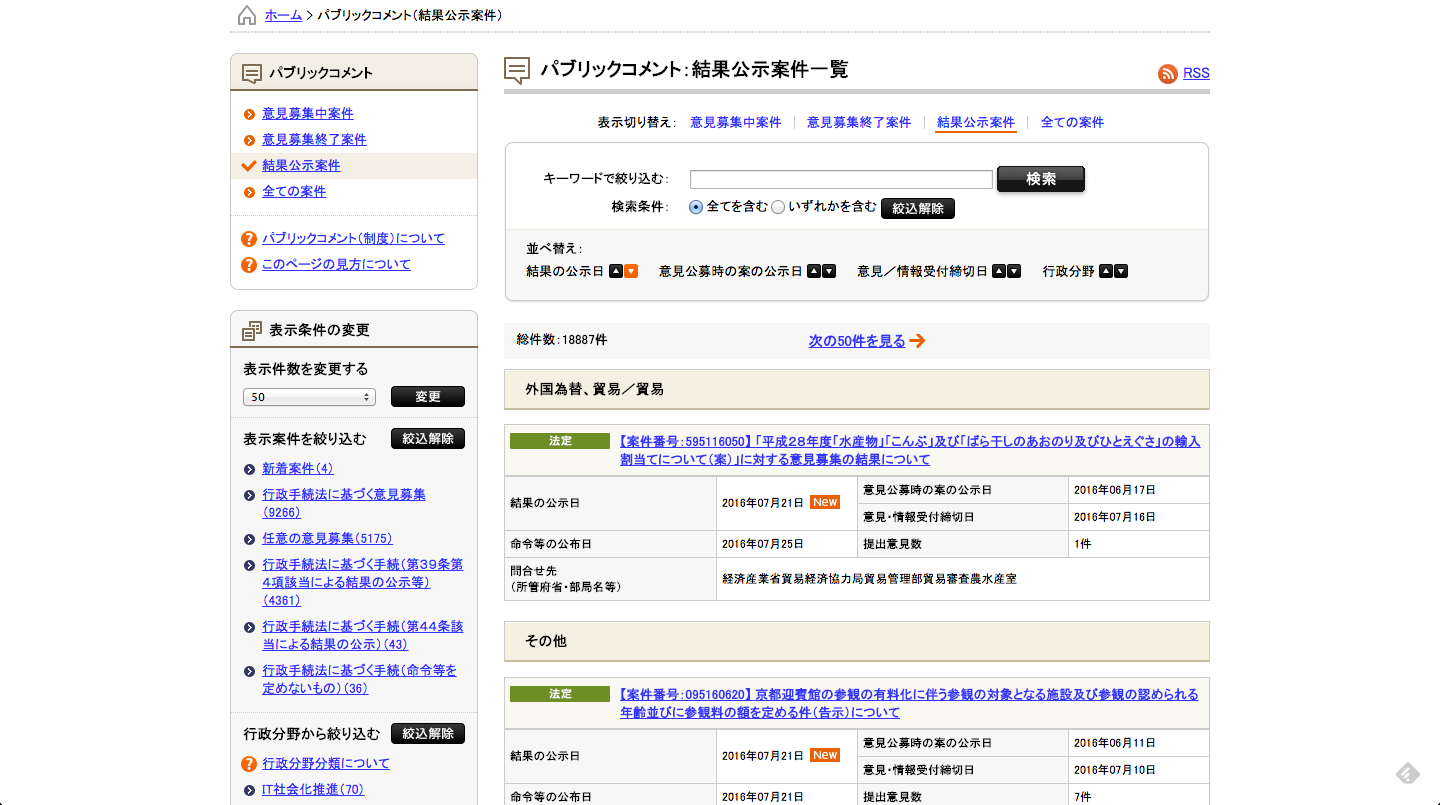 ホーム > パブリックコメント(結果公示案件)
パブリックコメント
意見募集中案件
意見募集終了案件
結果公示案件
全ての案件
パブリックコメント(制度)について
このページの見方について
表示条件の変更
表示件数を変更する
50 変更
表示案件を絞り込む 絞込解除
新着案件(4)
行政手続法に基づく意見募集
(9266)
任意の意見募集(5175)
行政手続法に基づく手続(第39条第
4項該当による結果の公示等)
(4361)
行政手続法に基づく手続(第44条該
当による結果の公示)(43)
行政手続法に基づく手続(命令等を
定めないもの)(36)
行政分野から絞り込む 絞込解除
行政分野分類について
IT社会化推進(70)
パブリックコメント:結果公示案件一覧
RSS
表示切り替え: 意見募集中案件 意見募集終了案件 結果公示案件 全ての案件
キーワードで絞り込む: 検索
検索条件: 全てを含む いずれかを含む 絞込解除
並べ替え:
結果の公示日 ▲▼ 意見公募時の案の公示日 ▲▼ 意見/情報受付締切日 ▲▼ 行政分野 ▲▼
総件数:18887件 次の50件を見る
外国為替、貿易/貿易
法定 【案件番号:595116050】「平成28年度「水産物」「こんぶ」及び「ばら干しのあおのり及びひとえぐさ」の輸入
割当てについて(案)」に対する意見募集の結果について
結果の公示日 2016年07月21日 New 意見公募時の案の公示日 2016年06月17日
意見・情報受付締切日 2016年07月16日
命令等の公布日 2016年07月25日 提出意見数 1件
問合せ先
(所管府省・部局名等) 経済産業省貿易経済協力局貿易管理部貿易審査農水産室
その他
法定 【案件番号:095160620】京都迎賓館の参観の有料化に伴う参観の対象となる施設及び参観の認められる
年齢並びに参観料の額を定める件(告示)について
結果の公示日 2016年07月21日 New 意見公募時の案の公示日 2016年06月11日
意見・情報受付締切日 2016年07月10日
命令等の公布日 2016年07月21日 提出意見数 7件